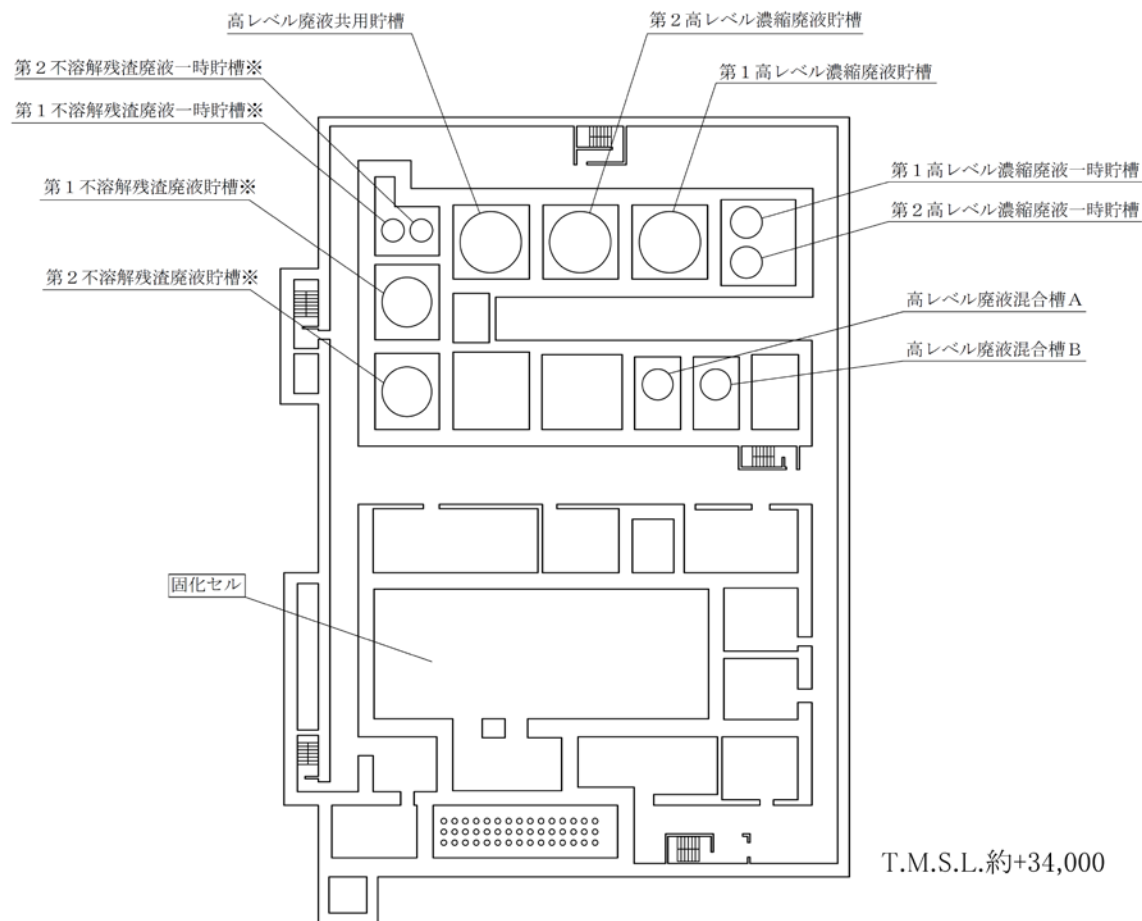 高レベル廃液共用貯槽
第2高レベル濃縮廃液貯槽
第2不溶解残渣廃液一時貯槽※
第1高レベル濃縮廃液貯槽
第1不溶解残渣廃液一時貯槽※
第1不溶解残渣廃液貯槽※
第1高レベル濃縮廃液一時貯槽
第2高レベル濃縮廃液一時貯槽
第2不溶解残渣廃液貯槽※
高レベル廃液混合槽A
高レベル廃液混合槽B
固化セル
T.M.S.L.約+34,000